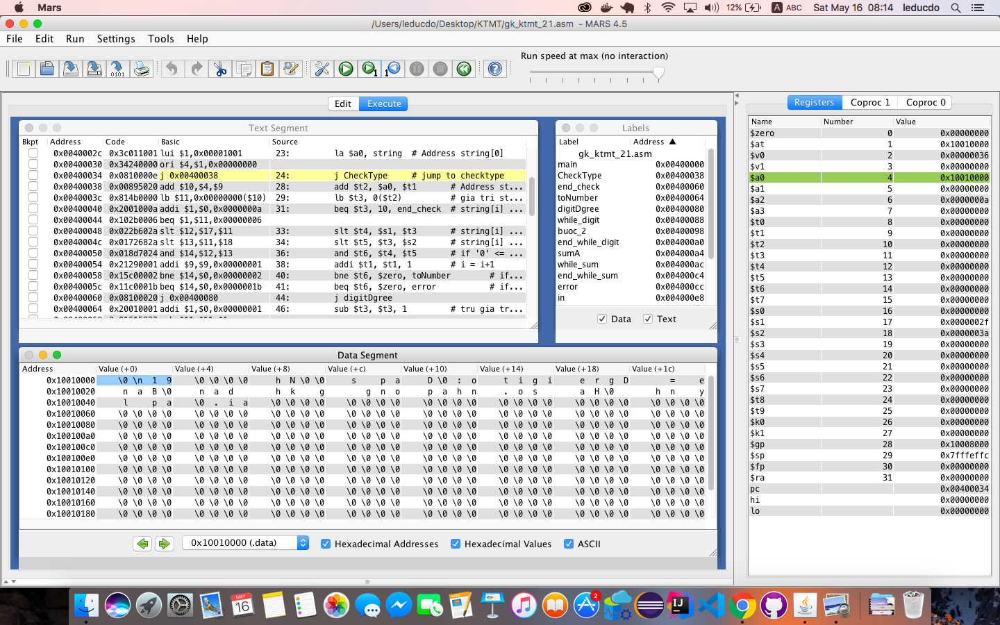 Mars 12% ABC Sat May 16 08:14 leducdo
/Users/leducdo/Desktop/KTMT/gk_ktmt_21.asm - MARS 4.5
File Edit Run Settings Tools Help
Run speed at max (no interaction)
Edit Execute
Text Segment
Bkpt Address Code Basic Source
0x0040002c 0x3c011001 lui $1,0x00001001 23: la $a0, string # Address string[0]
0x00400030 0x34240000 ori $4,$1,0x00000000
0x00400034 0x0810000e j 0x00400038 24: j CheckType # jump to checktype
0x00400038 0x00895020 add $10,$4,$9 28: add $t2, $a0, $t1 # Address st...
0x0040003c 0x814b0000 lb $11,0x00000000($10) 29: lb $t3, 0($t2) # gia tri st...
0x00400040 0x2001000a addi $1,$0,0x0000000a 31: beq $t3, 10, end_check # string[i] ...
0x00400044 0x102b0006 beq $1,$11,0x00000006
0x00400048 0x022b602a slt $12,$17,$11 33: slt $t4, $s1, $t3 # string[i] ...
0x0040004c 0x0172682a slt $13,$11,$18 34: slt $t5, $t3, $s2 # string[i] ...
0x00400050 0x018d7024 and $14,$12,$13 36: and $t6, $t4, $t5 # if '0' <= ...
0x00400054 0x21290001 addi $9,$9,0x00000001 38: addi $t1, $t1, 1 # i = i+1
0x00400058 0x15c00002 bne $14,$0,0x00000002 40: bne $t6, $zero, toNumber # if...
0x0040005c 0x11c0001b beq $14,$0,0x0000001b 41: beq $t6, $zero, error # if...
0x00400060 0x08100020 j 0x00400080 44: j digitDgree
0x00400064 0x20010001 addi $1,$0,0x00000001 46: sub $t3, $t3, 1 # tru gia tr...
Labels
Label Address ▲
gk_ktmt_21.asm
main 0x00400000
CheckType 0x00400038
end_check 0x00400060
toNumber 0x00400064
digitDgree 0x00400080
while_digit 0x00400088
buoc_2 0x00400098
end_while_digit 0x004000a0
sumA 0x004000a4
while_sum 0x004000ac
end_while_sum 0x004000c4
error 0x004000cc
in 0x004000e8
Data Text
Data Segment
Address Value (+0) Value (+4) Value (+8) Value (+c) Value (+10) Value (+14) Value (+18) Value (+1c)
0x10010000 \0 \n 1 9 \0 \0 \0 \0 h N \0 \0 s p a D \0 : o t i g i e r g D = e
0x10010020 n a B \0 n a d h k g g n o p a h n . o s a H \0 h n y
0x10010040 l p a \0 . i a \0 \0 \0 \0 \0 \0 \0 \0 \0 \0 \0 \0 \0 \0 \0 \0 \0 \0 \0 \0 \0 \0 \0 \0
0x10010060 \0 \0 \0 \0 \0 \0 \0 \0 \0 \0 \0 \0 \0 \0 \0 \0 \0 \0 \0 \0 \0 \0 \0 \0 \0 \0 \0 \0 \0 \0 \0 \0
0x10010080 \0 \0 \0 \0 \0 \0 \0 \0 \0 \0 \0 \0 \0 \0 \0 \0 \0 \0 \0 \0 \0 \0 \0 \0 \0 \0 \0 \0 \0 \0 \0 \0
0x100100a0 \0 \0 \0 \0 \0 \0 \0 \0 \0 \0 \0 \0 \0 \0 \0 \0 \0 \0 \0 \0 \0 \0 \0 \0 \0 \0 \0 \0 \0 \0 \0 \0
0x100100c0 \0 \0 \0 \0 \0 \0 \0 \0 \0 \0 \0 \0 \0 \0 \0 \0 \0 \0 \0 \0 \0 \0 \0 \0 \0 \0 \0 \0 \0 \0 \0 \0
0x100100e0 \0 \0 \0 \0 \0 \0 \0 \0 \0 \0 \0 \0 \0 \0 \0 \0 \0 \0 \0 \0 \0 \0 \0 \0 \0 \0 \0 \0 \0 \0 \0 \0
0x10010100 \0 \0 \0 \0 \0 \0 \0 \0 \0 \0 \0 \0 \0 \0 \0 \0 \0 \0 \0 \0 \0 \0 \0 \0 \0 \0 \0 \0 \0 \0 \0 \0
0x10010120 \0 \0 \0 \0 \0 \0 \0 \0 \0 \0 \0 \0 \0 \0 \0 \0 \0 \0 \0 \0 \0 \0 \0 \0 \0 \0 \0 \0 \0 \0 \0 \0
0x10010140 \0 \0 \0 \0 \0 \0 \0 \0 \0 \0 \0 \0 \0 \0 \0 \0 \0 \0 \0 \0 \0 \0 \0 \0 \0 \0 \0 \0 \0 \0 \0 \0
0x10010160 \0 \0 \0 \0 \0 \0 \0 \0 \0 \0 \0 \0 \0 \0 \0 \0 \0 \0 \0 \0 \0 \0 \0 \0 \0 \0 \0 \0 \0 \0 \0 \0
0x10010180 \0 \0 \0 \0 \0 \0 \0 \0 \0 \0 \0 \0 \0 \0 \0 \0 \0 \0 \0 \0 \0 \0 \0 \0 \0 \0 \0 \0 \0 \0 \0 \0
0x10010000 (.data) Hexadecimal Addresses Hexadecimal Values ASCII
Registers Coproc 1 Coproc 0
Name Number Value
$zero 0 0x00000000
$at 1 0x10010000
$v0 2 0x00000036
$v1 3 0x00000000
$a0 4 0x10010000
$a1 5 0x00000000
$a2 6 0x0000000a
$a3 7 0x00000000
$t0 8 0x00000000
$t1 9 0x00000000
$t2 10 0x00000000
$t3 11 0x00000000
$t4 12 0x00000000
$t5 13 0x00000000
$t6 14 0x00000000
$t7 15 0x00000000
$s0 16 0x00000000
$s1 17 0x0000002f
$s2 18 0x0000003a
$s3 19 0x00000000
$s4 20 0x00000000
$s5 21 0x00000000
$s6 22 0x00000000
$s7 23 0x00000000
$t8 24 0x00000000
$t9 25 0x00000000
$k0 26 0x00000000
$k1 27 0x00000000
$gp 28 0x10008000
$sp 29 0x7fffeffc
$fp 30 0x00000000
$ra 31 0x00000000
pc 0x00400034
hi 0x00000000
lo 0x00000000
MAY
16
2